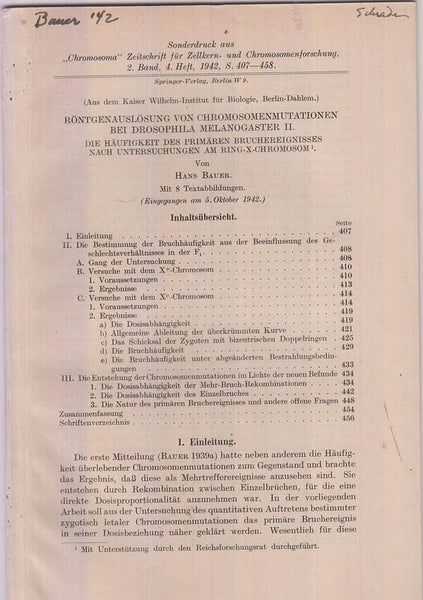 Bauer '42
Schrader
Sonderdruck aus
„Chromosoma“ Zeitschrift für Zellkern- und Chromosomenforschung,
2. Band, 4. Heft, 1942, S. 407—458.
Springer-Verlag, Berlin W 9.
(Aus dem Kaiser Wilhelm-Institut für Biologie, Berlin-Dahlem.)
RÖNTGENAUSLÖSUNG VON CHROMOSOMENMUTATIONEN
BEI DROSOPHILA MELANOGASTER II.
DIE HÄUFIGKEIT DES PRIMÄREN BRUCHEREIGNISSES
NACH UNTERSUCHUNGEN AM RING-X-CHROMOSOM¹.
Von
HANS BAUER.
Mit 8 Textabbildungen.
(Eingegangen am 5. Oktober 1942.)
Inhaltsübersicht.
Seite
I. Einleitung . . . 407
II. Die Bestimmung der Bruchhäufigkeit aus der Beeinflussung des Ge-
schlechtsverhältnisses in der F₁ . . . 408
A. Gang der Untersuchung . . . 408
B. Versuche mit dem Xᶜ-Chromosom . . . 410
1. Voraussetzungen . . . 410
2. Ergebnisse . . . 413
C. Versuche mit dem Xᶜ-Chromosom . . . 414
1. Voraussetzungen . . . 414
2. Ergebnisse . . . 419
a) Die Dosisabhängigkeit . . . 419
b) Allgemeine Ableitung der überkrümmten Kurve . . . 421
c) Das Schicksal der Zygoten mit bizentrischen Doppelringen . . . 425
d) Die Bruchhäufigkeit . . . 429
e) Die Bruchhäufigkeit unter abgeänderten Bestrahlungsbedin-
gungen . . . 433
III. Die Entstehung der Chromosomenmutationen im Lichte der neuen Befunde 434
1. Die Dosisabhängigkeit der Mehr-Bruch-Rekombinationen . . . 434
2. Die Dosisabhängigkeit des Einzelbruches . . . 442
3. Die Natur des primären Bruchereignisses und andere offene Fragen 448
Zusammenfassung . . . 454
Schriftenverzeichnis . . . 456
I. Einleitung.
Die erste Mitteilung (BAUER 1939a) hatte neben anderem die Häufig-
keit überlebender Chromosomenmutationen zum Gegenstand und brachte
das Ergebnis, daß diese als Mehrtrefferereignisse anzusehen sind. Sie
entstehen durch Rekombination zwischen Einzelbrüchen, für die eine
direkte Dosisproportionalität anzunehmen war. In der vorliegenden
Arbeit soll aus der Untersuchung des quantitativen Auftretens bestimmter
zygotisch letaler Chromosomenmutationen das primäre Bruchereignis
in seiner Dosisbeziehung näher geklärt werden. Wesentlich für diese
¹ Mit Unterstützung durch den Reichsforschungsrat durchgeführt.